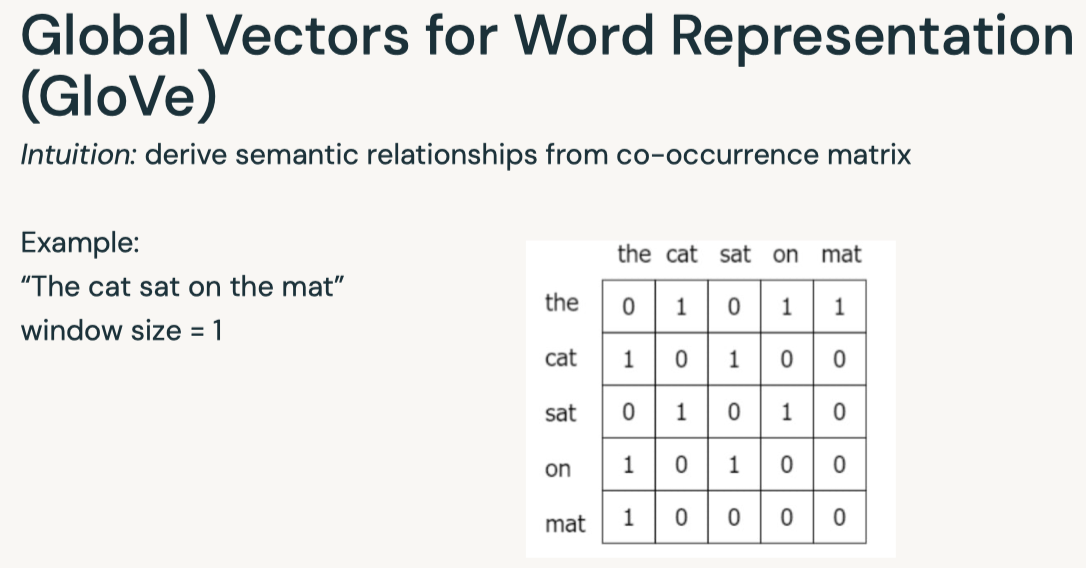 Global Vectors for Word Representation
(GloVe)
Intuition: derive semantic relationships from co-occurrence matrix
Example:
"The cat sat on the mat"
window size = 1
the cat sat on mat
the 0 1 0 1 1
cat 1 0 1 0 0
sat 0 1 0 1 0
on 1 0 1 0 0
mat 1 0 0 0 0